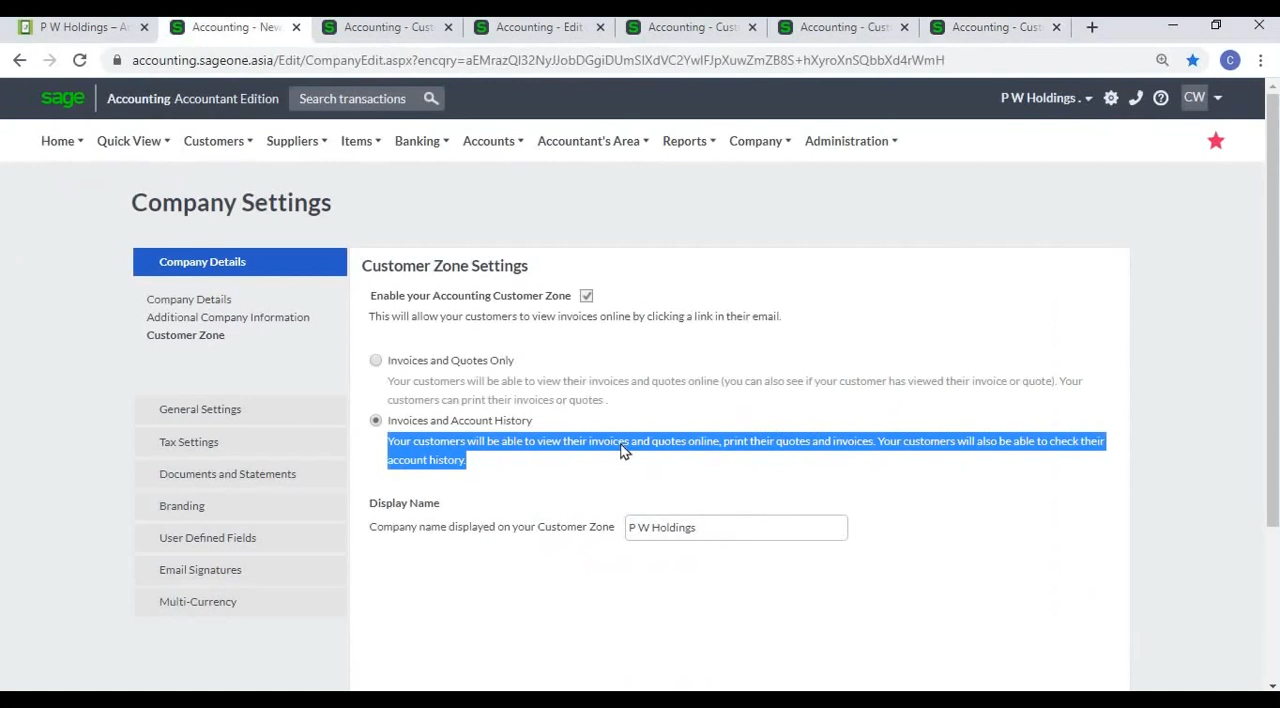 P W Holdings – A
Accounting - New
Accounting - Cust
Accounting - Edit
Accounting - Cust
Accounting - Cust
Accounting - Cust
accounting.sageone.asia/Edit/CompanyEdit.aspx?encqry=aEMrazQI32NyJJobDGgiDUmSIXdVC2YwIFJpXuwZmZB8S+hXyroXnSQbbXd4rWmH
C
sage Accounting Accountant Edition Search transactions P W Holdings . CW
Home Quick View Customers Suppliers Items Banking Accounts Accountant's Area Reports Company Administration
Company Settings
Company Details
Company Details
Additional Company Information
Customer Zone
General Settings
Tax Settings
Documents and Statements
Branding
User Defined Fields
Email Signatures
Multi-Currency
Customer Zone Settings
Enable your Accounting Customer Zone
This will allow your customers to view invoices online by clicking a link in their email.
Invoices and Quotes Only
Your customers will be able to view their invoices and quotes online (you can also see if your customer has viewed their invoice or quote). Your
customers can print their invoices or quotes .
Invoices and Account History
Your customers will be able to view their invoices and quotes online, print their quotes and invoices. Your customers will also be able to check their
account history.
Display Name
Company name displayed on your Customer Zone P W Holdings